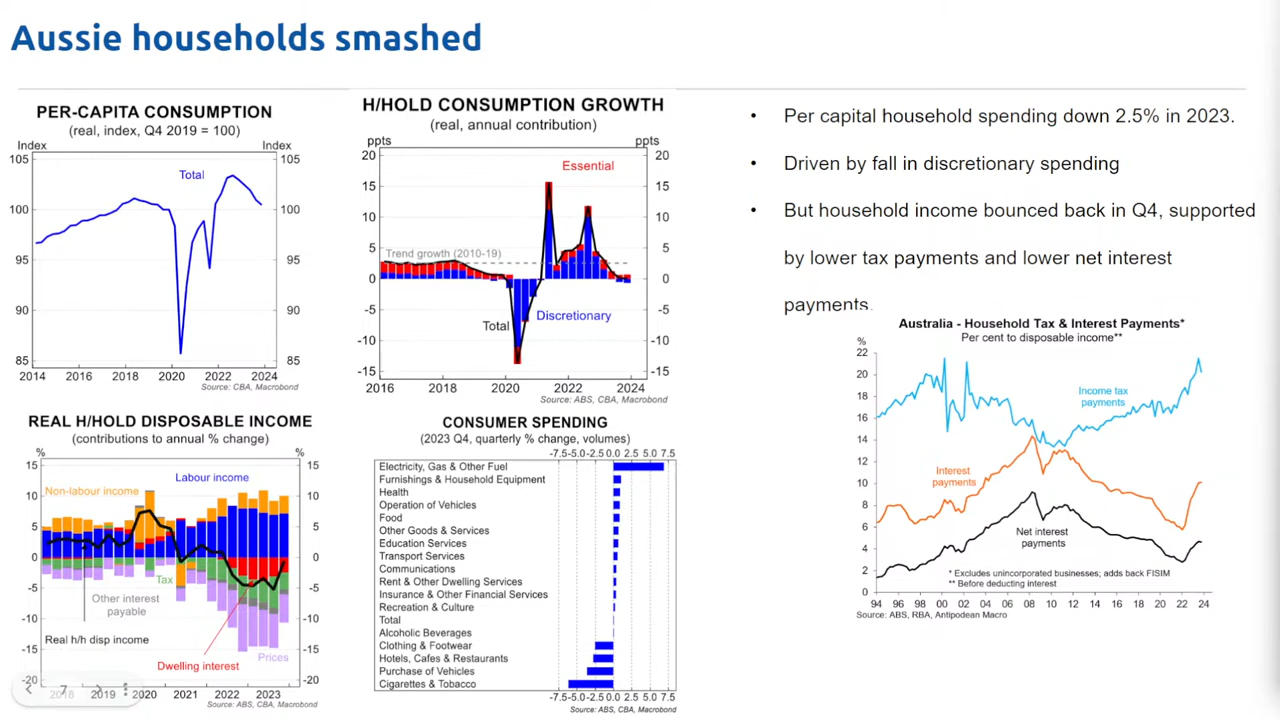 Aussie households smashed
PER-CAPITA CONSUMPTION
(real, index, Q4 2019 = 100)
Index
Index
105
105
Total
100
100
95
95
90
90
85
85
2014 2016 2018 2020 2022 2024
Source: CBA, Macrobond
H/HOLD CONSUMPTION GROWTH
(real, annual contribution)
ppts
ppts
20
20
Essential
15
15
10
10
5
5
Trend growth (2010-19)
0
0
-5
-5
Total
Discretionary
-10
-10
-15
-15
2016 2018 2020 2022 2024
Source: ABS, CBA, Macrobond
• Per capital household spending down 2.5% in 2023.
• Driven by fall in discretionary spending
• But household income bounced back in Q4, supported
by lower tax payments and lower net interest
payments.
REAL H/HOLD DISPOSABLE INCOME
(contributions to annual % change)
%
%
15
15
Labour income
Non-labour income
10
10
5
5
0
0
Tax
-5
-5
Other interest
payable
-10
-10
Real h/h disp income
-15
-15
Dwelling interest
Prices
-20
-20
7
2018 2019 2020 2021 2022 2023
Source: ABS, CBA, Macrobond
CONSUMER SPENDING
(2023 Q4, quarterly % change, volumes)
-7.5 -5.0 -2.5 0.0 2.5 5.0 7.5
Electricity, Gas & Other Fuel
Furnishings & Household Equipment
Health
Operation of Vehicles
Food
Other Goods & Services
Education Services
Transport Services
Communications
Rent & Other Dwelling Services
Insurance & Other Financial Services
Recreation & Culture
Total
Alcoholic Beverages
Clothing & Footwear
Hotels, Cafes & Restaurants
Purchase of Vehicles
Cigarettes & Tobacco
-7.5 -5.0 -2.5 0.0 2.5 5.0 7.5
Source: ABS, CBA, Macrobond
Australia - Household Tax & Interest Payments*
Per cent to disposable income**
%
22
20
18
16
14
12
10
8
6
4
2
0
Income tax
payments
Interest
payments
Net interest
payments
* Excludes unincorporated businesses; adds back FISIM
** Before deducting interest
94 96 98 00 02 04 06 08 10 12 14 16 18 20 22 24
Source: ABS, RBA, Antipodean Macro